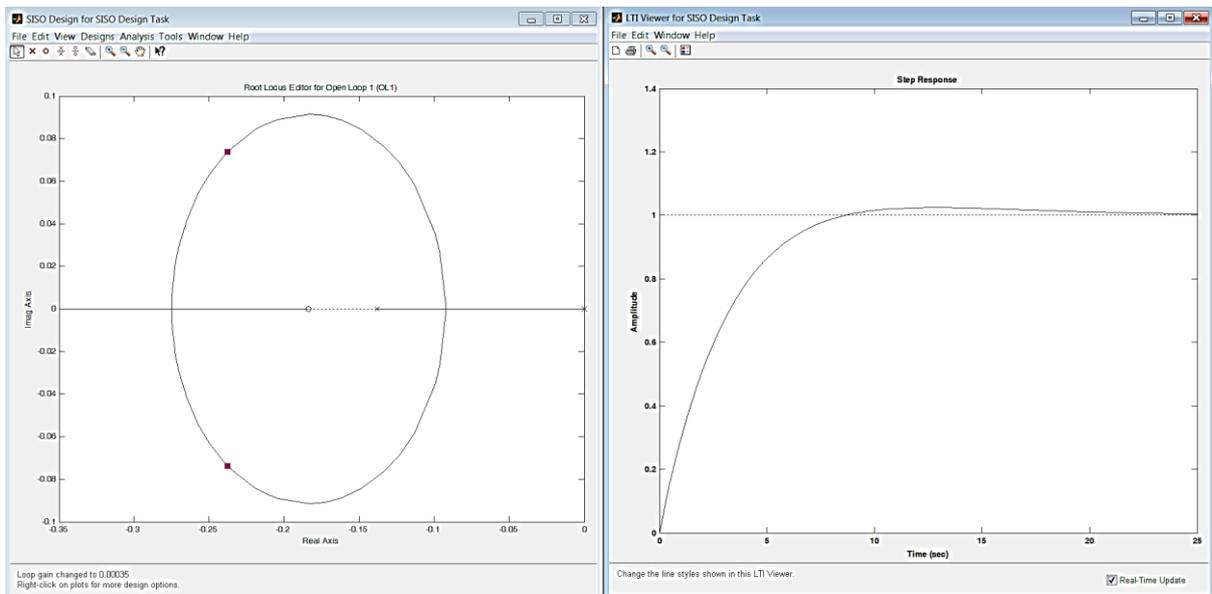 SISO Design for SISO Design Task
File Edit View Designs Analysis Tools Window Help
Root Locus Editor for Open Loop 1 (OL1)
0.1
0.08
0.06
0.04
0.02
0
-0.02
-0.04
-0.06
-0.08
-0.1
Imag Axis
-0.35 -0.3 -0.25 -0.2 -0.15 -0.1 -0.05 0
Real Axis
Loop gain changed to 0.00035
Right-click on plots for more design options.
LTI Viewer for SISO Design Task
File Edit Window Help
Step Response
1.4
1.2
1
0.8
0.6
0.4
0.2
0
Amplitude
0 5 10 15 20 25
Time (sec)
Change the line styles shown in this LTI Viewer.
Real-Time Update